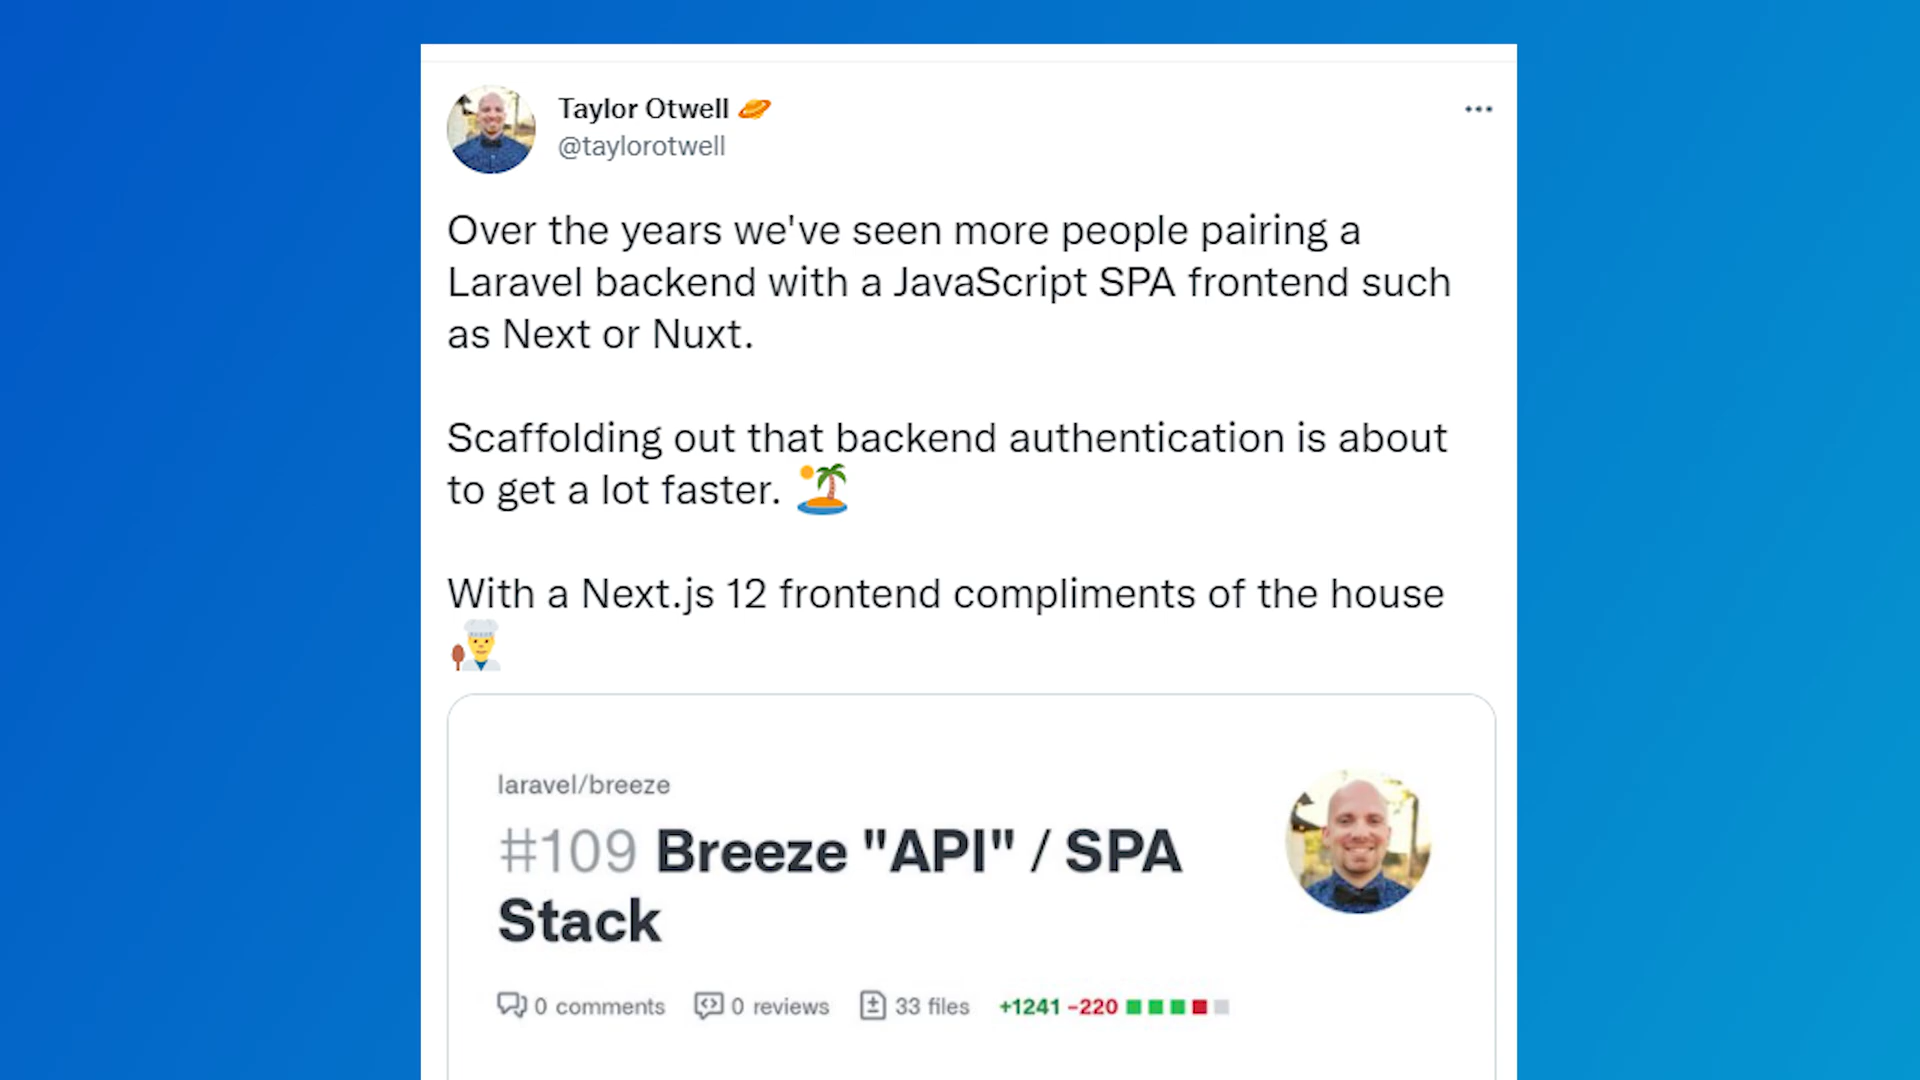 Taylor Otwell 🪐
@taylorotwell
Over the years we've seen more people pairing a
Laravel backend with a JavaScript SPA frontend such
as Next or Nuxt.
Scaffolding out that backend authentication is about
to get a lot faster. 🏝️
With a Next.js 12 frontend compliments of the house
👨‍🍳
laravel/breeze
#109 Breeze "API" / SPA
Stack
0 comments 0 reviews 33 files +1241 −220